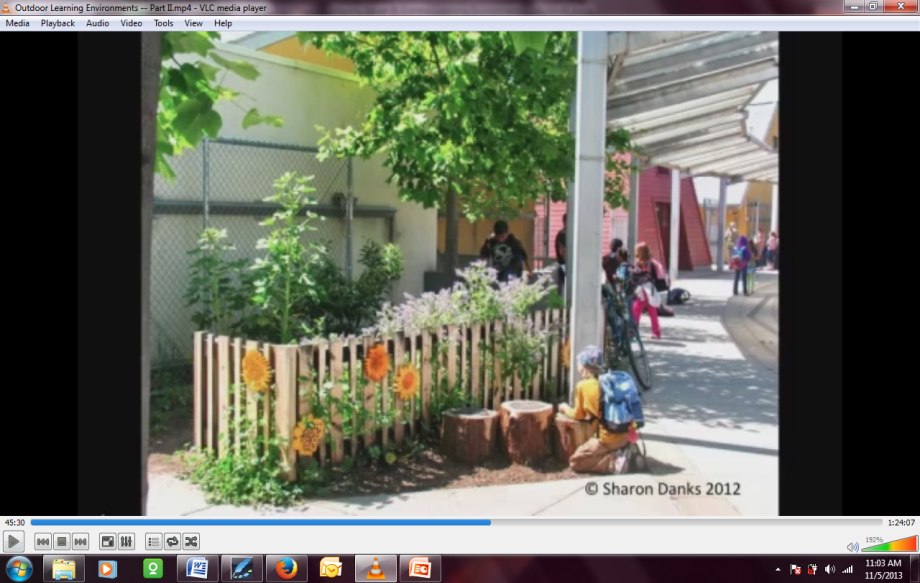 Outdoor Learning Environments -- Part II.mp4 - VLC media player
Media Playback Audio Video Tools View Help
© Sharon Danks 2012
45:30
1:24:07
192%
11:03 AM
11/5/2013